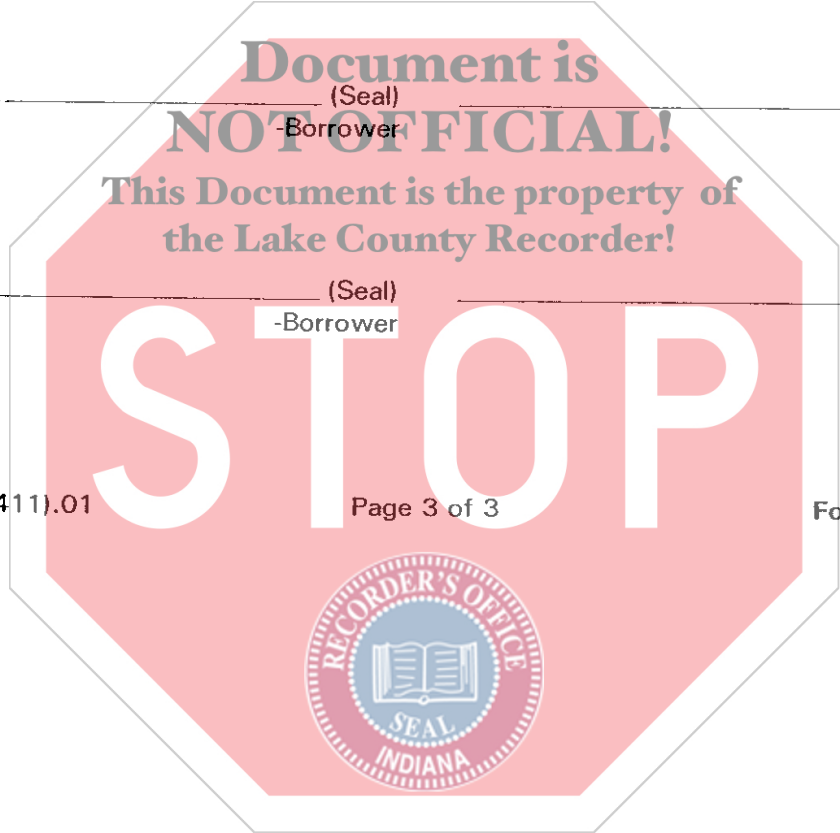 Document is
(Seal)
NOT OFFICIAL!
-Borrower
This Document is the property of
the Lake County Recorder!
(Seal)
-Borrower
STOP
411).01 Page 3 of 3 Fo
RECORDER'S OFFICE
SEAL
INDIANA